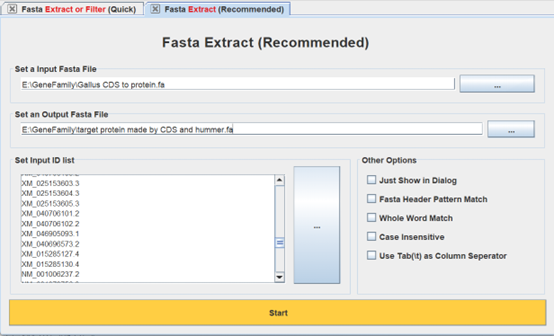 Fasta Extract or Filter (Quick)
Fasta Extract (Recommended)
Fasta Extract (Recommended)
Set a Input Fasta File
E:\GeneFamily\Gallus CDS to protein.fa
...
Set an Output Fasta File
E:\GeneFamily\target protein made by CDS and hummer.fa
...
Set Input ID list
XM_025153603.3
XM_025153604.3
XM_025153605.3
XM_040706101.2
XM_040706102.2
XM_046905093.1
XM_040696573.2
XM_015285127.4
XM_015285130.4
NM_001006237.2
...
Other Options
Just Show in Dialog
Fasta Header Pattern Match
Whole Word Match
Case Insensitive
Use Tab(\t) as Column Seperator
Start